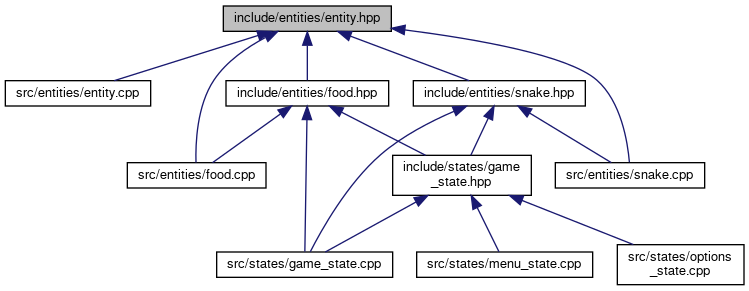 include/entities/entity.hpp
src/entities/entity.cpp
include/entities/food.hpp
include/entities/snake.hpp
src/entities/food.cpp
include/states/game
_state.hpp
src/entities/snake.cpp
src/states/game_state.cpp
src/states/menu_state.cpp
src/states/options
_state.cpp